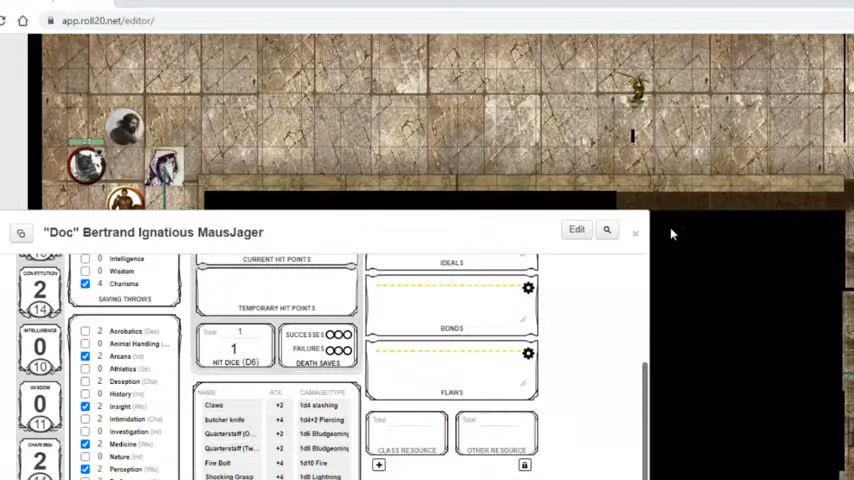 app.roll20.net/editor/
"Doc" Bertrand Ignatious MausJager
Edit
0 Intelligence
0 Wisdom
4 Charisma
SAVING THROWS
CONSTITUTION
2
14
INTELLIGENCE
0
10
WISDOM
0
11
CHARISMA
2
14
2 Acrobatics (Dex)
0 Animal Handling (...
2 Arcana (Int)
0 Athletics (Str)
2 Deception (Cha)
0 History (Int)
2 Insight (Wis)
2 Intimidation (Cha)
0 Investigation (Int)
2 Medicine (Wis)
0 Nature (Int)
2 Perception (Wis)
CURRENT HIT POINTS
TEMPORARY HIT POINTS
Total 1
1
HIT DICE (D6)
SUCCESSES
FAILURES
DEATH SAVES
NAME ATK DAMAGE/TYPE
Claws +2 1d4 slashing
butcher knife +4 1d4+2 Piercing
Quarterstaff (O... +2 1d6 Bludgeoning
Quarterstaff (Tw... +2 1d8 Bludgeoning
Fire Bolt +4 1d10 Fire
Shocking Grasp +4 1d8 Lightning
IDEALS
BONDS
FLAWS
Total
CLASS RESOURCE
Total
OTHER RESOURCE